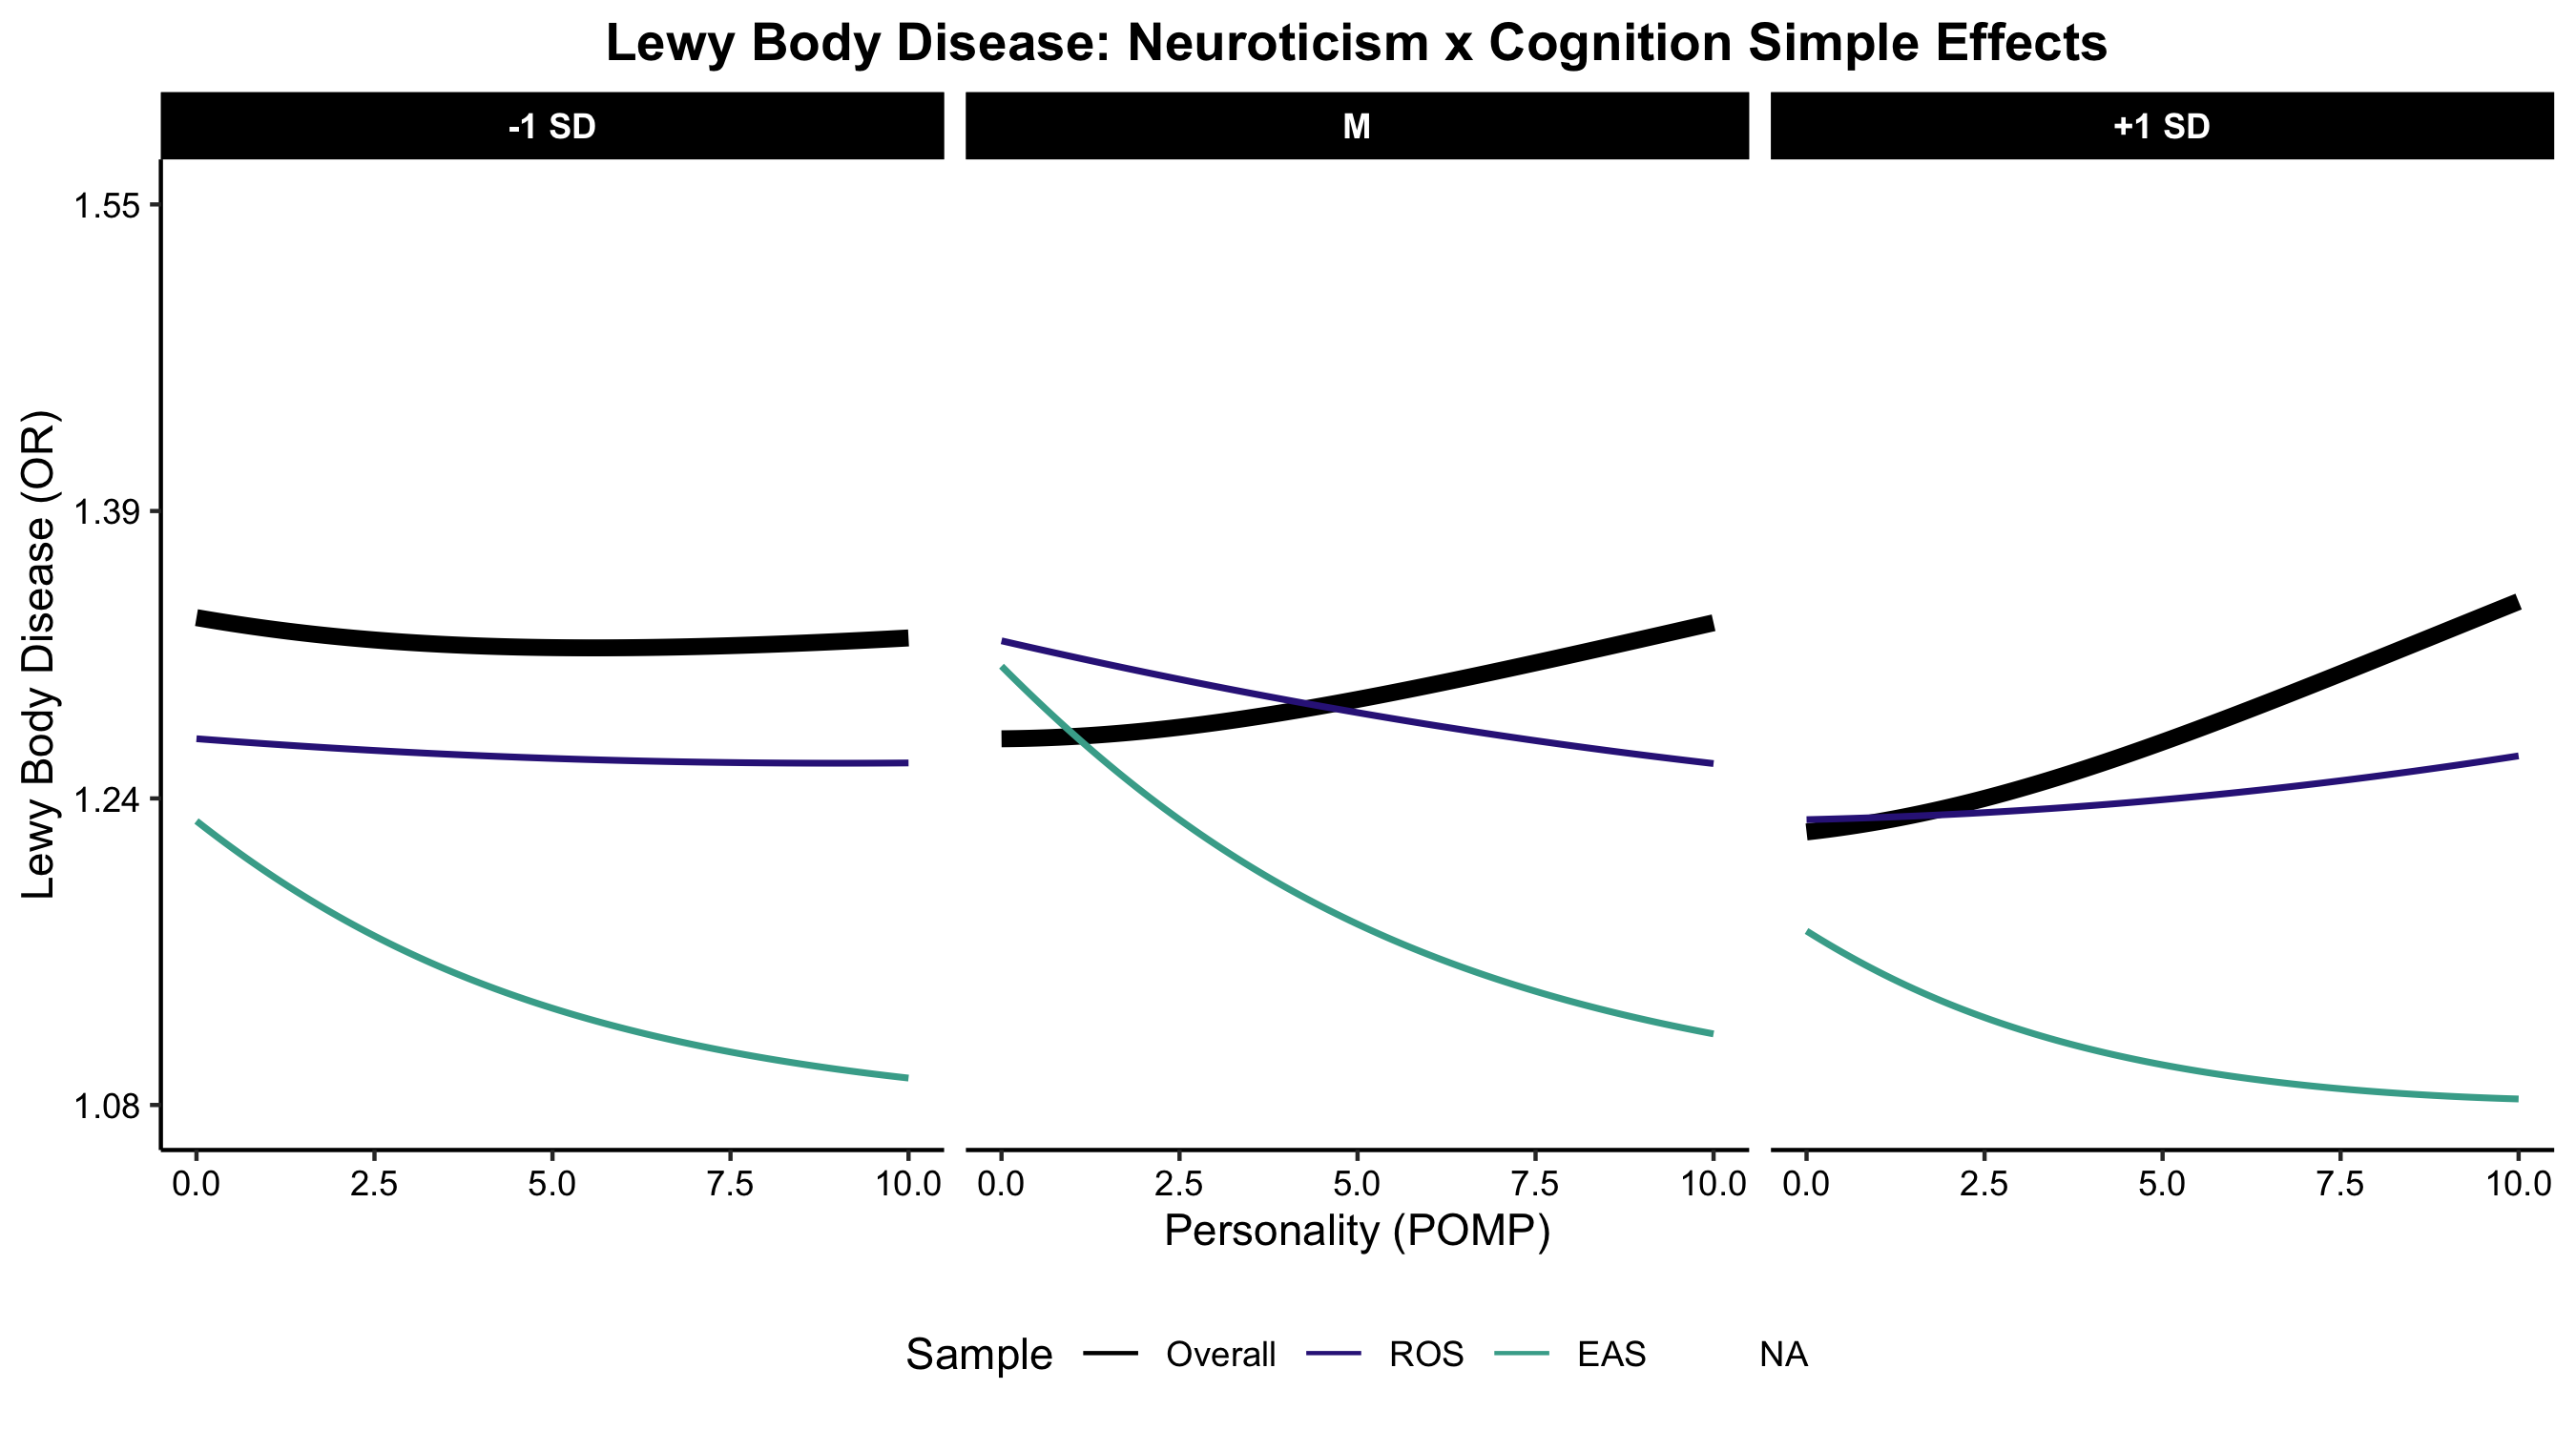 Lewy Body Disease: Neuroticism x Cognition Simple Effects
-1 SD
M
+1 SD
Lewy Body Disease (OR)
1.55
1.39
1.24
1.08
0.0 2.5 5.0 7.5 10.0
0.0 2.5 5.0 7.5 10.0
0.0 2.5 5.0 7.5 10.0
Personality (POMP)
Sample Overall ROS EAS NA